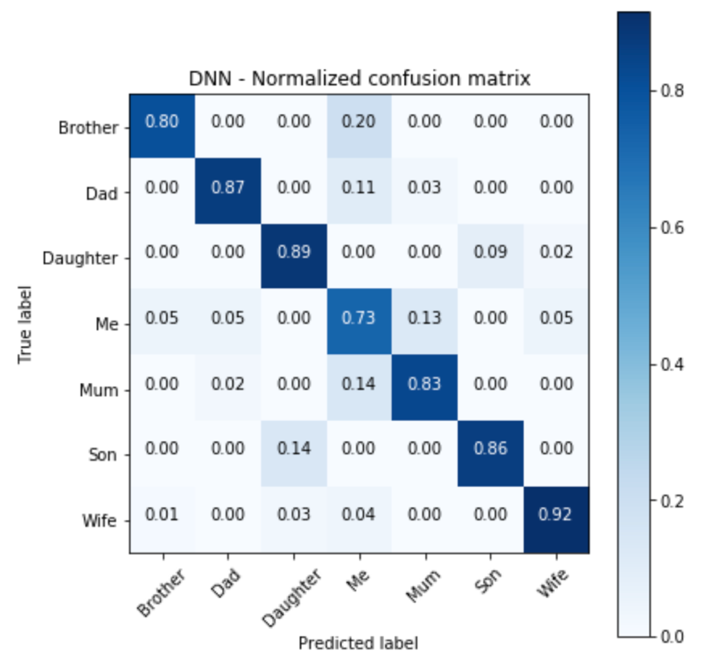 DNN - Normalized confusion matrix
Brother 0.80 0.00 0.00 0.20 0.00 0.00 0.00
Dad 0.00 0.87 0.00 0.11 0.03 0.00 0.00
Daughter 0.00 0.00 0.89 0.00 0.00 0.09 0.02
Me 0.05 0.05 0.00 0.73 0.13 0.00 0.05
Mum 0.00 0.02 0.00 0.14 0.83 0.00 0.00
Son 0.00 0.00 0.14 0.00 0.00 0.86 0.00
Wife 0.01 0.00 0.03 0.04 0.00 0.00 0.92
True label
Brother Dad Daughter Me Mum Son Wife
Predicted label
0.8
0.6
0.4
0.2
0.0